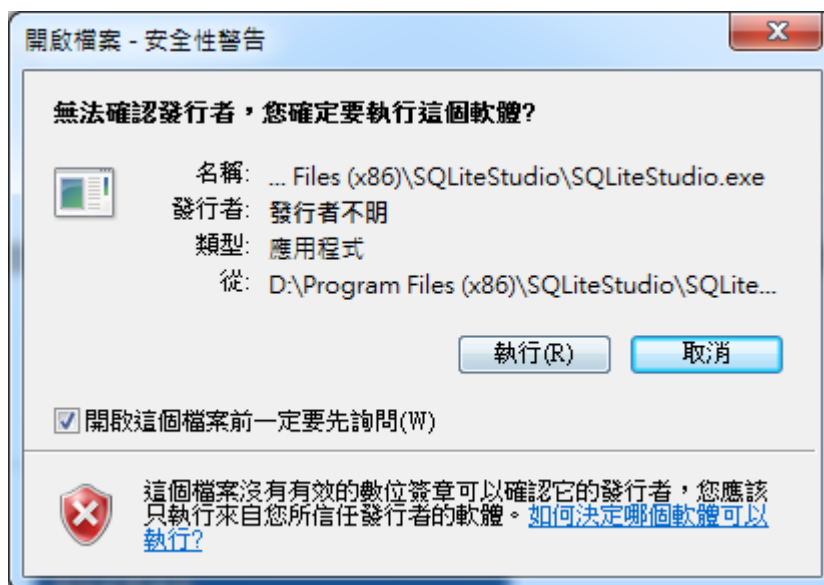 開啟檔案 - 安全性警告
無法確認發行者，您確定要執行這個軟體?
名稱: ... Files (x86)\SQLiteStudio\SQLiteStudio.exe
發行者: 發行者不明
類型: 應用程式
從: D:\Program Files (x86)\SQLiteStudio\SQLite...
執行(R) 取消
開啟這個檔案前一定要先詢問(W)
這個檔案沒有有效的數位簽章可以確認它的發行者，您應該
只執行來自您所信任發行者的軟體。如何決定哪個軟體可以
執行?